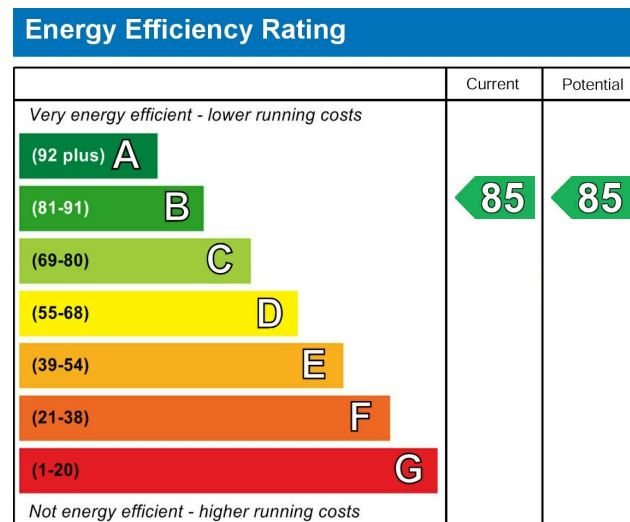 Energy Efficiency Rating
Current Potential
Very energy efficient - lower running costs
(92 plus) A
(81-91) B 85 85
(69-80) C
(55-68) D
(39-54) E
(21-38) F
(1-20) G
Not energy efficient - higher running costs